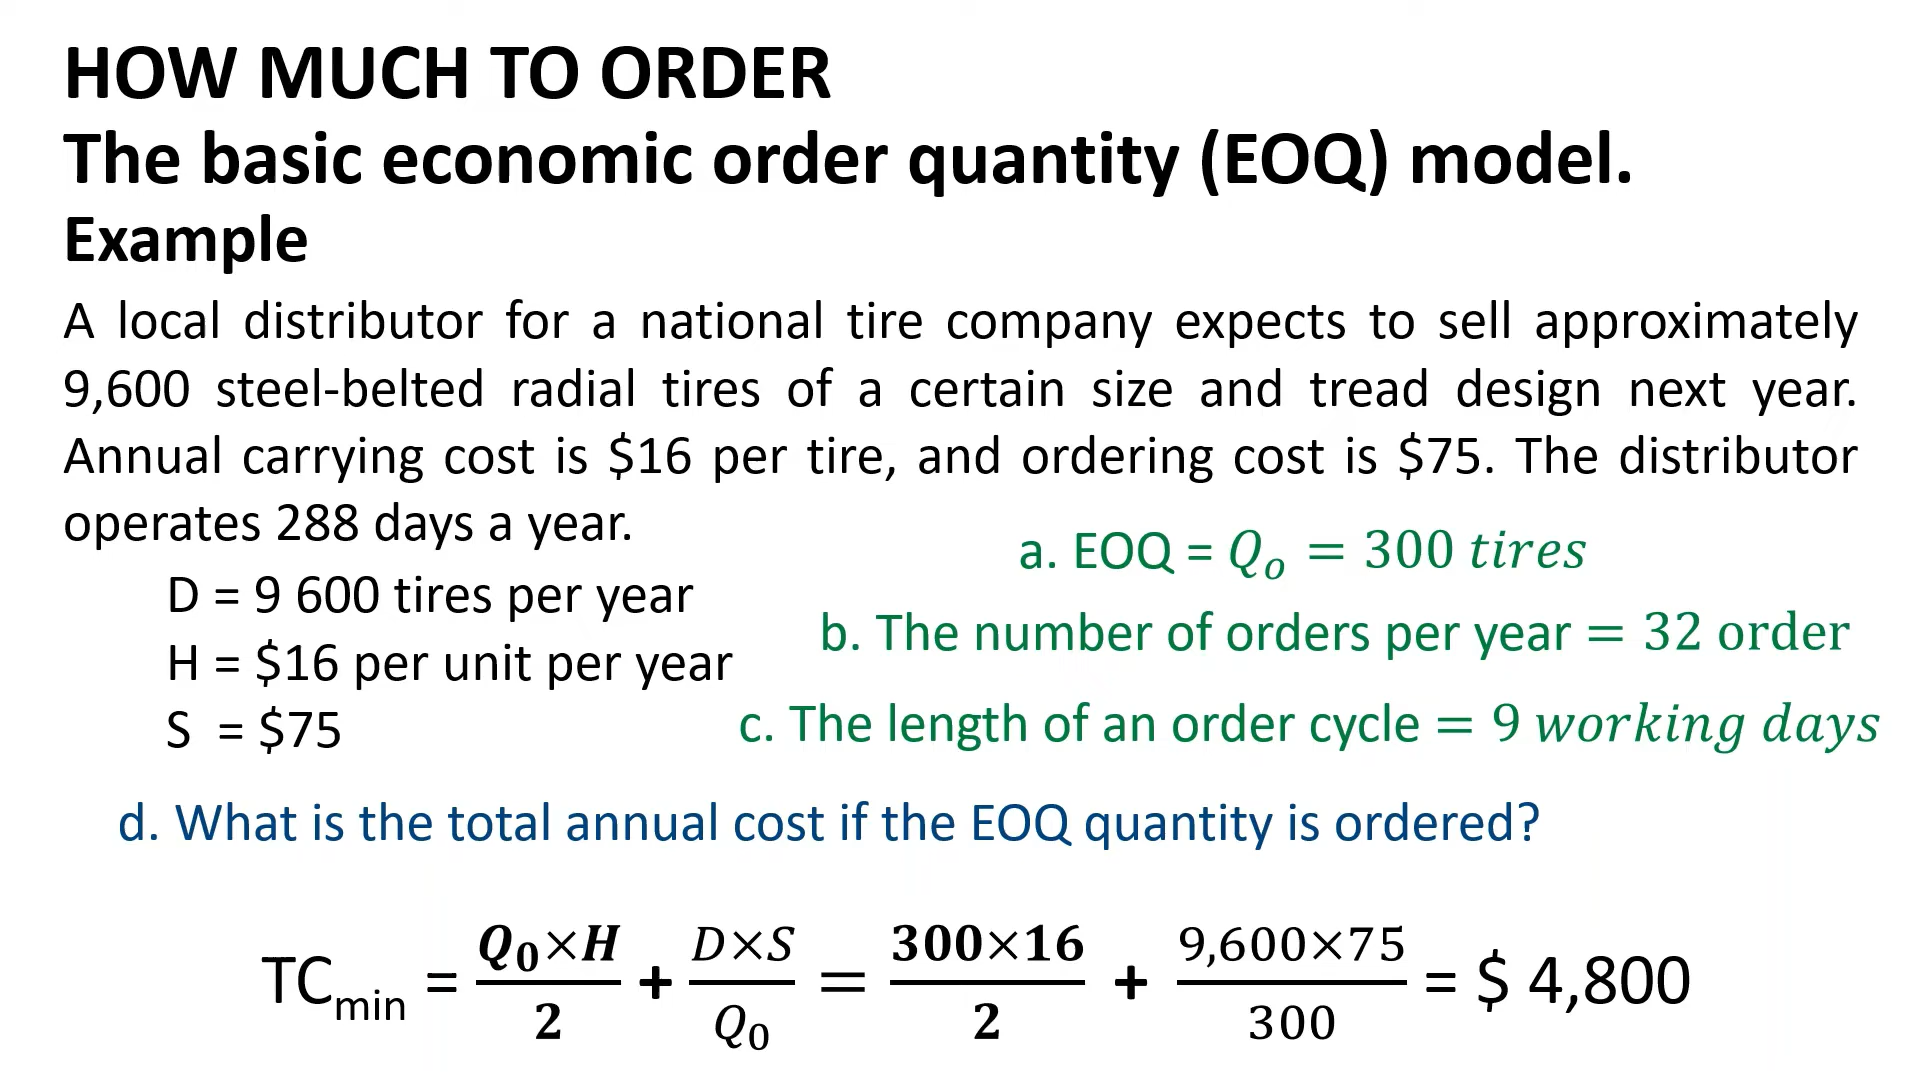 HOW MUCH TO ORDER
The basic economic order quantity (EOQ) model.
Example
A local distributor for a national tire company expects to sell approximately
9,600 steel-belted radial tires of a certain size and tread design next year.
Annual carrying cost is $16 per tire, and ordering cost is $75. The distributor
operates 288 days a year.
a. EOQ = Qₒ = 300 tires
D = 9 600 tires per year
b. The number of orders per year = 32 order
H = $16 per unit per year
c. The length of an order cycle = 9 working days
S = $75
d. What is the total annual cost if the EOQ quantity is ordered?
TCmin = Q₀×H/2 + D×S/Q₀ = 300×16/2 + 9,600×75/300 = $ 4,800